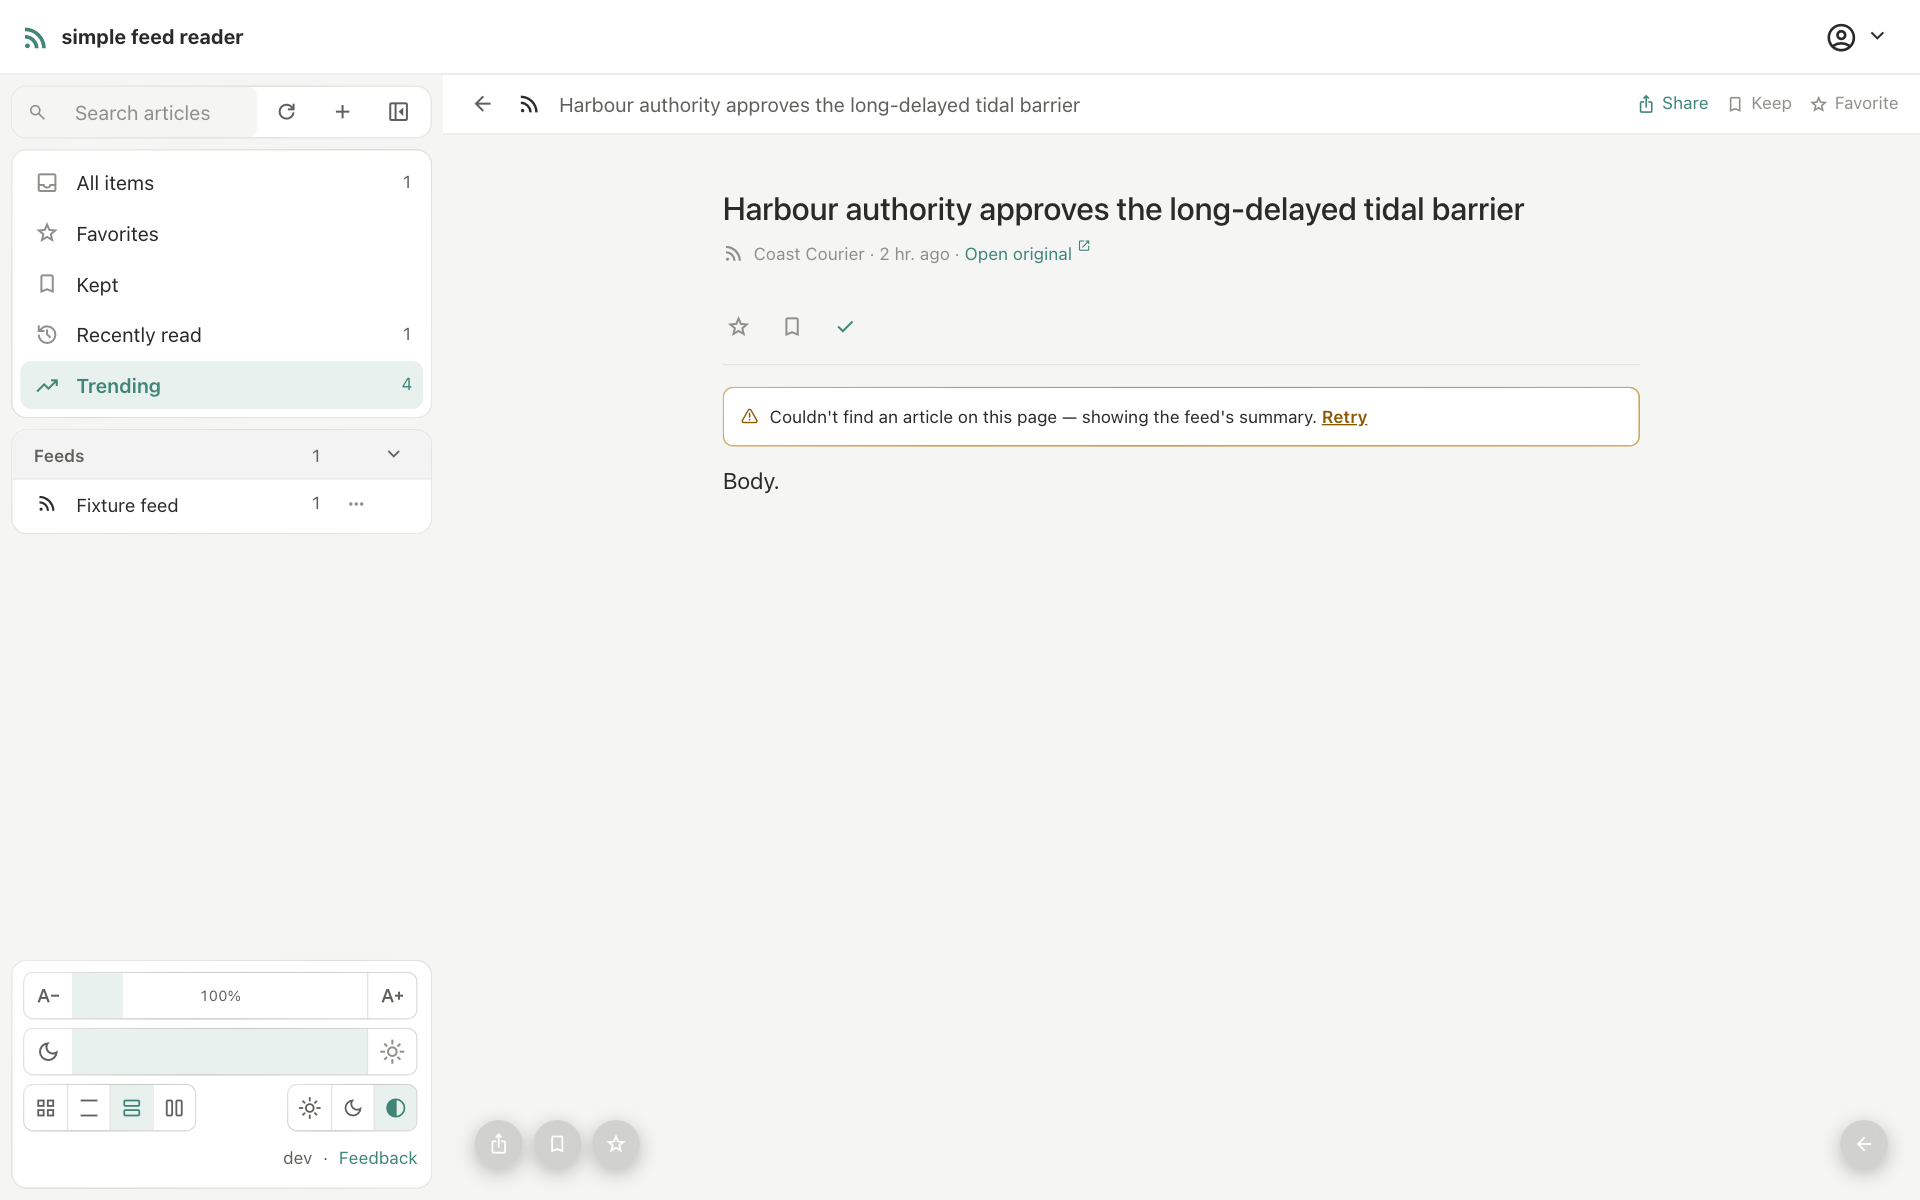 simple feed reader
Search articles
All items 1
Favorites
Kept
Recently read 1
Trending 4
Feeds 1
Fixture feed 1
A−
100%
A+
dev · Feedback
Harbour authority approves the long-delayed tidal barrier
Share
Keep
Favorite
Harbour authority approves the long-delayed tidal barrier
Coast Courier · 2 hr. ago · Open original
Couldn't find an article on this page — showing the feed's summary. Retry
Body.